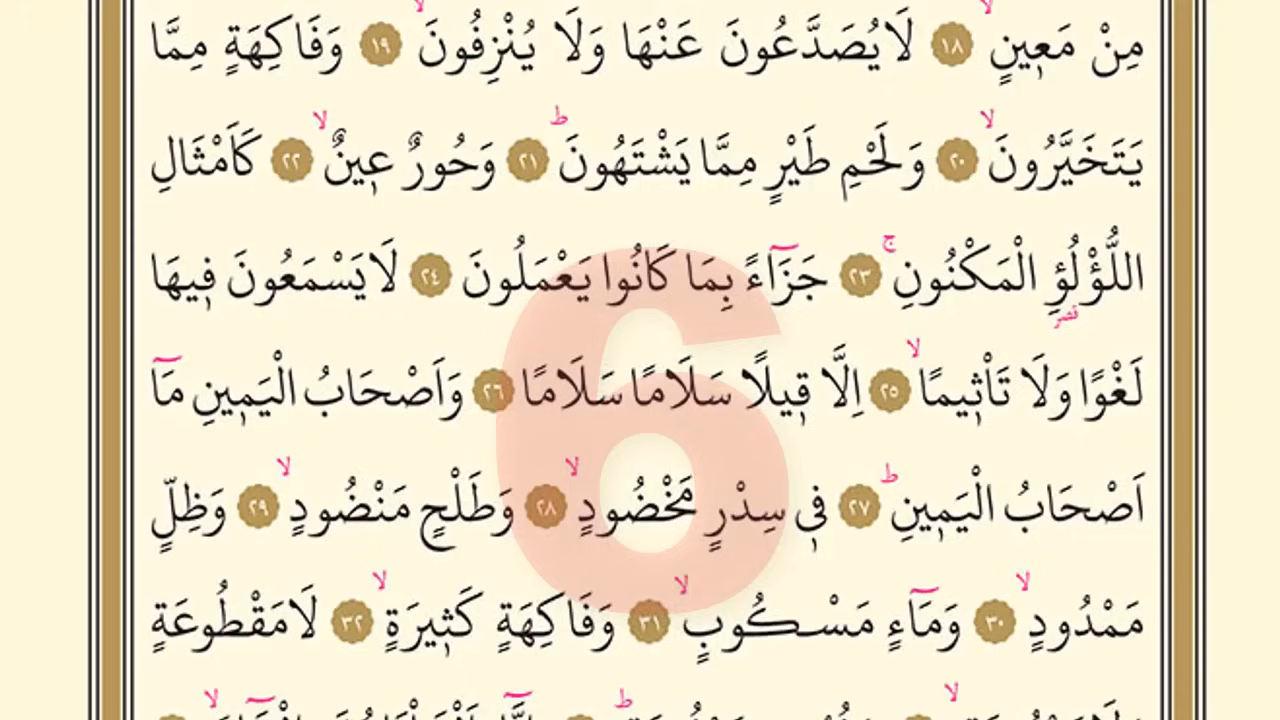 مِنْ مَعٖينٍۙ ﴿١٨﴾ لَا يُصَدَّعُونَ عَنْهَا وَلَا يُنْزِفُونَۙ ﴿١٩﴾ وَفَاكِهَةٍ مِمَّا
يَتَخَيَّرُونَۙ ﴿٢٠﴾ وَلَحْمِ طَيْرٍ مِمَّا يَشْتَهُونَۜ ﴿٢١﴾ وَحُورٌ عٖينٌۙ ﴿٢٢﴾ كَاَمْثَالِ
اللُّؤْلُؤِ الْمَكْنُونِۚ ﴿٢٣﴾ جَزَٓاءً بِمَا كَانُوا يَعْمَلُونَ ﴿٢٤﴾ لَا يَسْمَعُونَ فٖيهَا
قصر
لَغْوًا وَلَا تَأْثٖيمًاۙ ﴿٢٥﴾ اِلَّا قٖيلًا سَلَامًا سَلَامًا ﴿٢٦﴾ وَاَصْحَابُ الْيَمٖينِ مَٓا
اَصْحَابُ الْيَمٖينِۜ ﴿٢٧﴾ فٖي سِدْرٍ مَخْضُودٍۙ ﴿٢٨﴾ وَطَلْحٍ مَنْضُودٍۙ ﴿٢٩﴾ وَظِلٍّ
مَمْدُودٍۙ ﴿٣٠﴾ وَمَٓاءٍ مَسْكُوبٍۙ ﴿٣١﴾ وَفَاكِهَةٍ كَثٖيرَةٍۙ ﴿٣٢﴾ لَا مَقْطُوعَةٍ
6